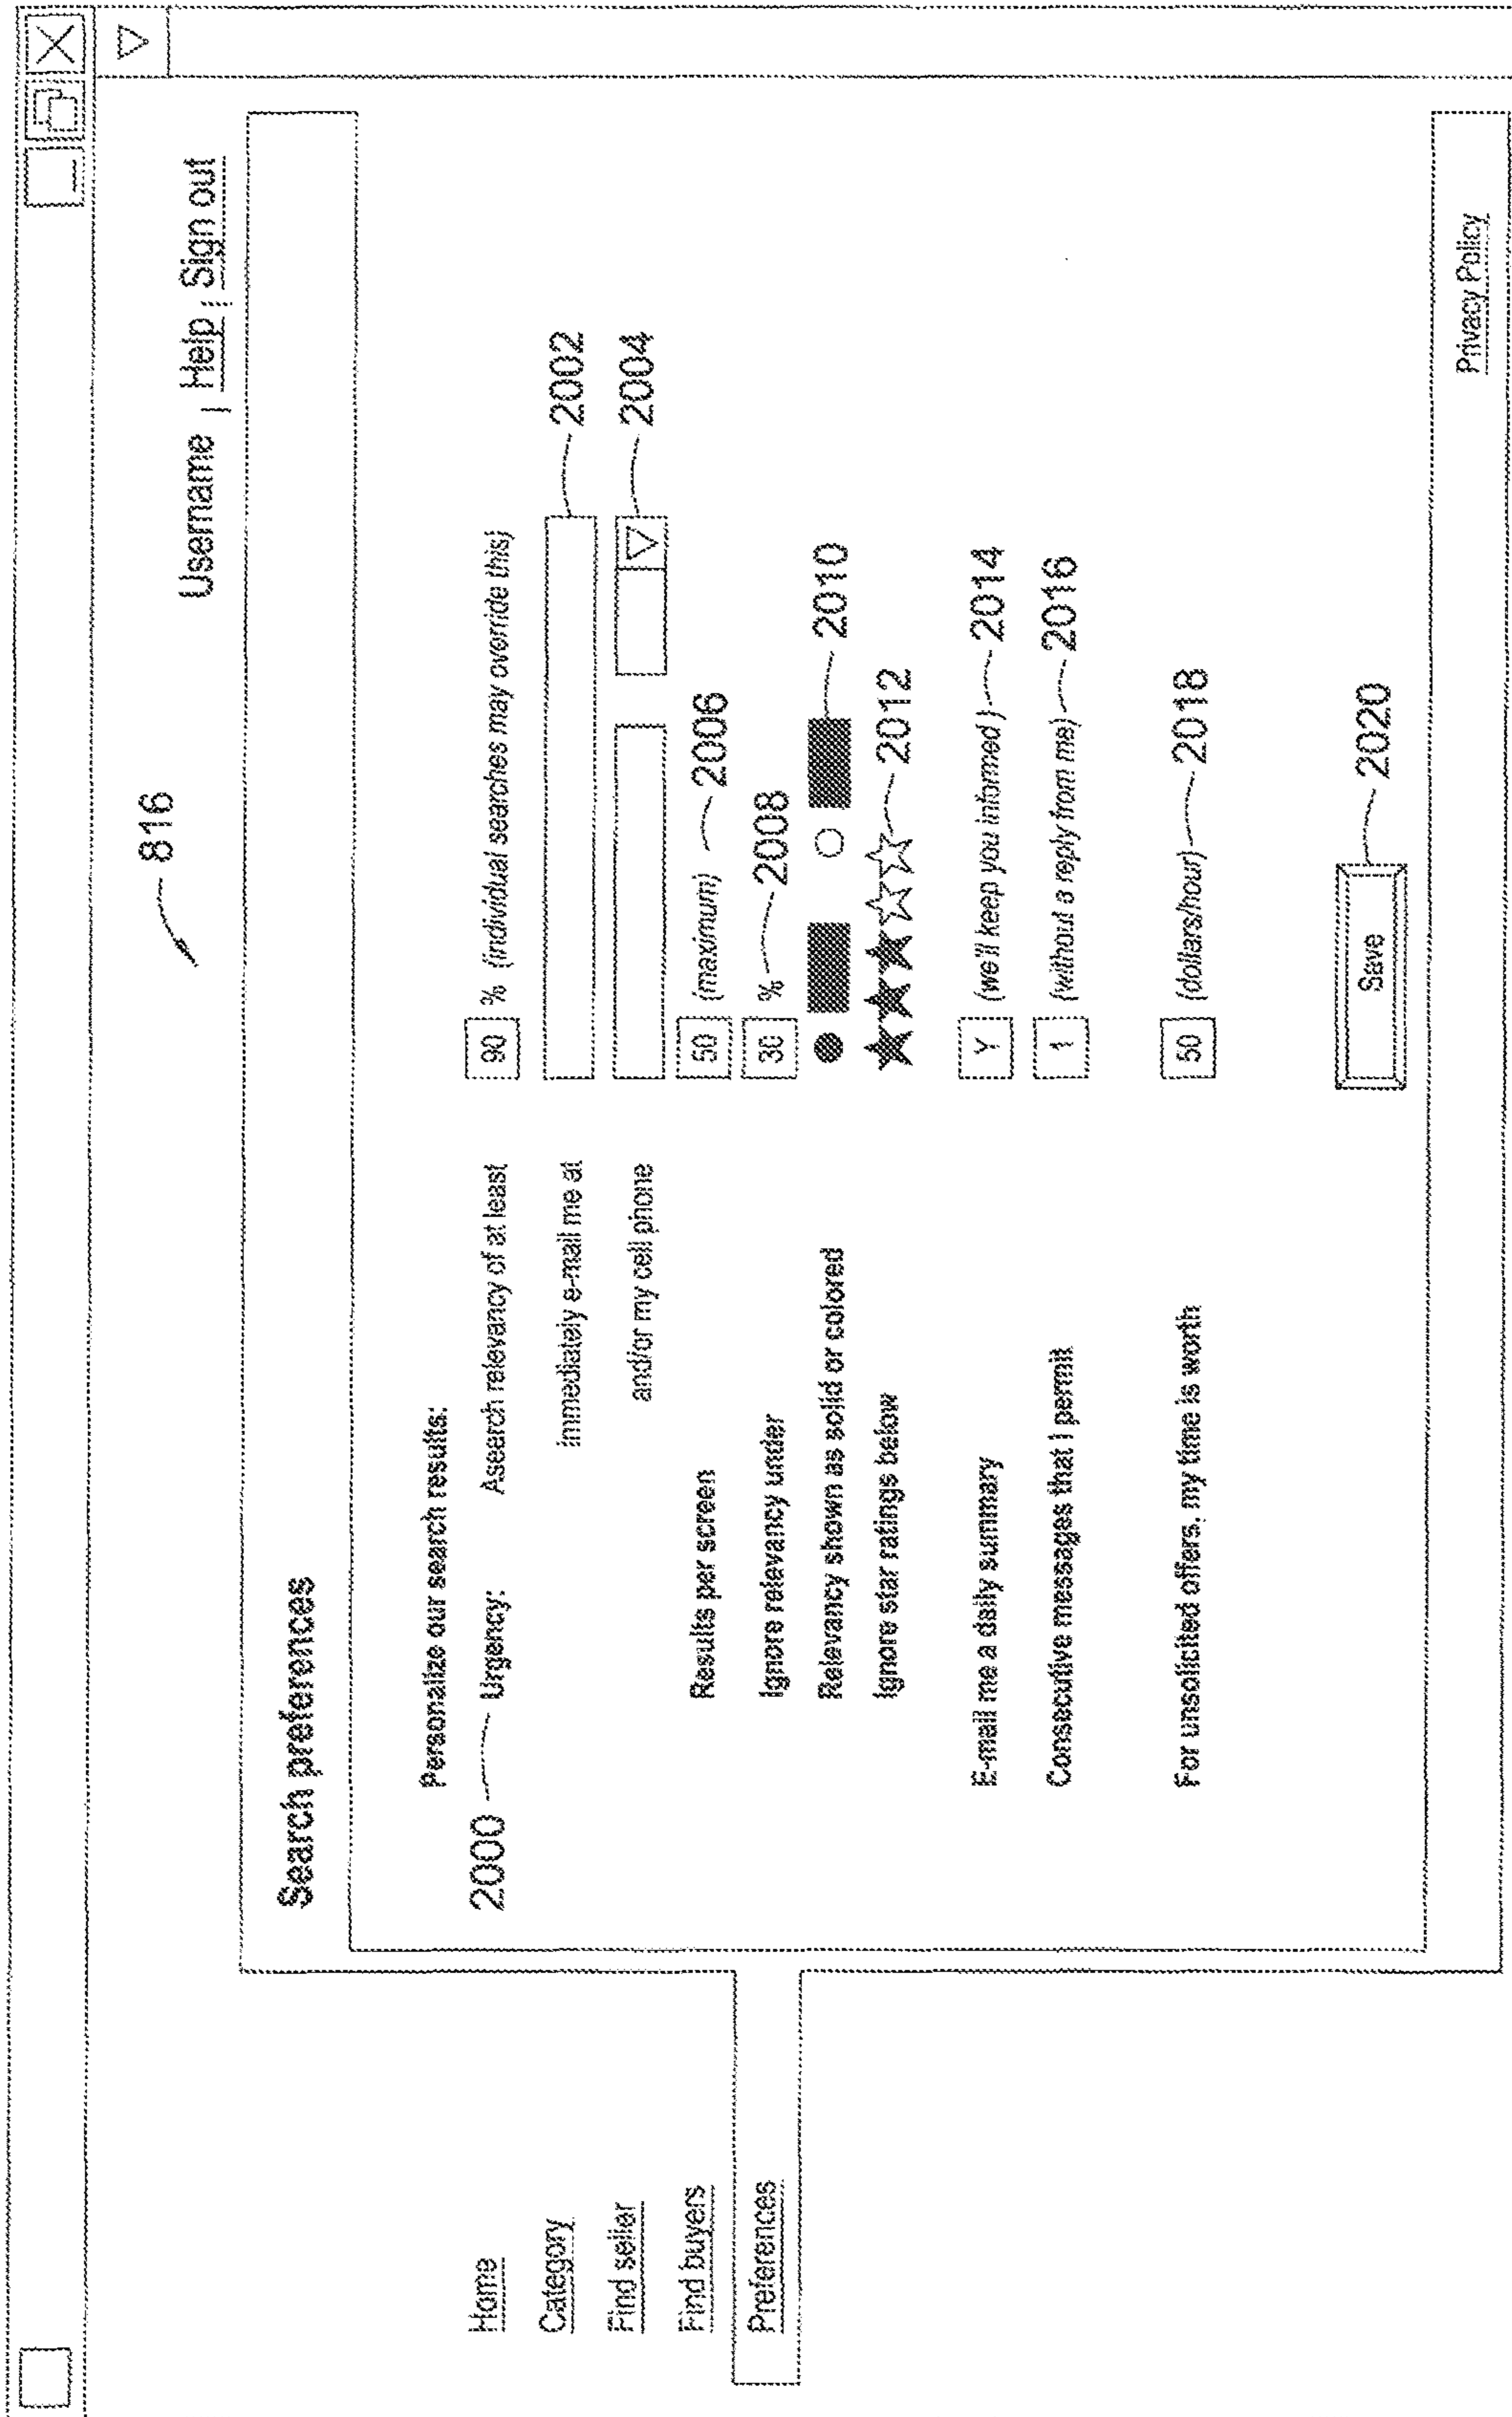 816
Username | Help | Sign out
Search preferences
Home
Category
Find seller
Find buyers
Preferences
Personalize our search results:
2000 Urgency: Aseerch relevancy of at least 90 % (individual searches may override this)
immediately e-mail me at 2002
and/or my cell phone 2004
Results per screen 50 (maximum) 2006
Ignore relevancy under 30 % 2008
Relevancy shown as solid or colored 2010
Ignore star ratings below 2012
E-mail me a daily summary Y (we'll keep you informed) 2014
Consecutive messages that I permit 1 (without a reply from me) 2016
For unsolicited offers, my time is worth 50 (dollars/hour) 2018
Save 2020
Privacy Policy